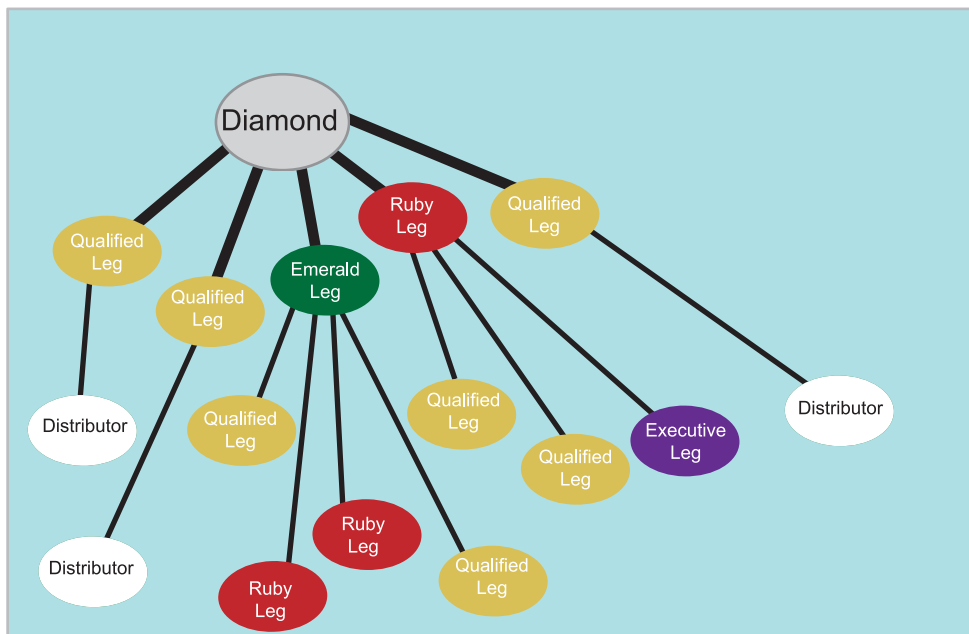 Diamond
Qualified
Leg
Ruby
Leg
Qualified
Leg
Emerald
Leg
Qualified
Leg
Distributor
Qualified
Leg
Qualified
Leg
Qualified
Leg
Executive
Leg
Distributor
Distributor
Ruby
Leg
Ruby
Leg
Qualified
Leg